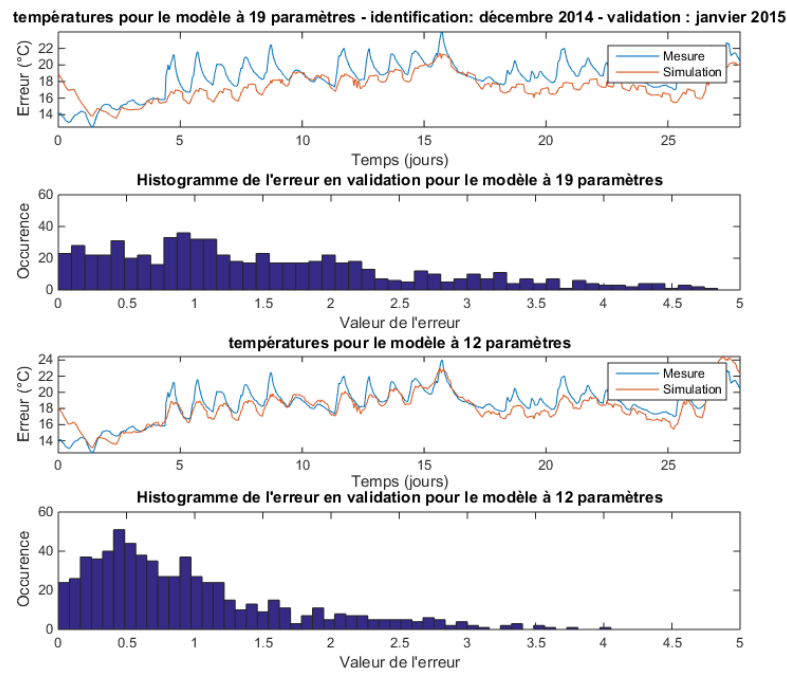 températures pour le modèle à 19 paramètres - identification: décembre 2014 - validation : janvier 2015
Erreur (°C)
22
20
18
16
14
Mesure
Simulation
0 5 10 15 20 25
Temps (jours)
Histogramme de l'erreur en validation pour le modèle à 19 paramètres
Occurence
60
40
20
0
0 0.5 1 1.5 2 2.5 3 3.5 4 4.5 5
Valeur de l'erreur
températures pour le modèle à 12 paramètres
Erreur (°C)
24
22
20
18
16
14
Mesure
Simulation
0 5 10 15 20 25
Temps (jours)
Histogramme de l'erreur en validation pour le modèle à 12 paramètres
Occurence
60
40
20
0
0 0.5 1 1.5 2 2.5 3 3.5 4 4.5 5
Valeur de l'erreur